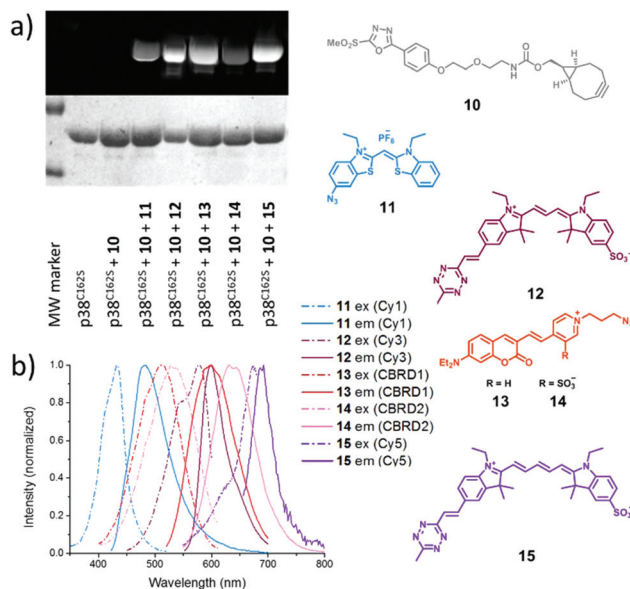 a)
MeO₂S
N-N
O
O
O
N
H
O
O
H
H
10
PF₆⁻
N⁺
N
S
S
N₃
11
N⁺
N
SO₃⁻
N N
N N
12
Et₂N
O
O
N⁺
N₃
R
R = H
R = SO₃⁻
13
14
N⁺
N
SO₃⁻
N N
N N
15
MW marker
p38ᶜ¹⁶²ˢ
p38ᶜ¹⁶²ˢ + 10
p38ᶜ¹⁶²ˢ + 10 + 11
p38ᶜ¹⁶²ˢ + 10 + 12
p38ᶜ¹⁶²ˢ + 10 + 13
p38ᶜ¹⁶²ˢ + 10 + 14
p38ᶜ¹⁶²ˢ + 10 + 15
b)
Intensity (normalized)
1.0
0.8
0.6
0.4
0.2
0.0
400
500
600
700
800
Wavelength (nm)
11 ex (Cy1)
11 em (Cy1)
12 ex (Cy3)
12 em (Cy3)
13 ex (CBRD1)
13 em (CBRD1)
14 ex (CBRD2)
14 em (CBRD2)
15 ex (Cy5)
15 em (Cy5)